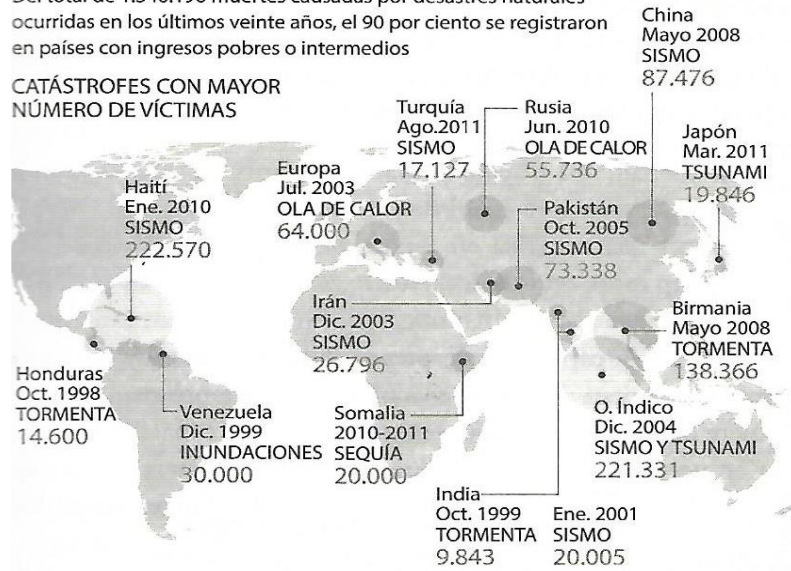 ocurridas en los últimos veinte años, el 90 por ciento se registraron
en países con ingresos pobres o intermedios
CATÁSTROFES CON MAYOR
NÚMERO DE VÍCTIMAS
China
Mayo 2008
SISMO
87.476
Turquía
Ago.2011
SISMO
17.127
Rusia
Jun. 2010
OLA DE CALOR
55.736
Japón
Mar. 2011
TSUNAMI
19.846
Europa
Jul. 2003
OLA DE CALOR
64.000
Haití
Ene. 2010
SISMO
222.570
Pakistán
Oct. 2005
SISMO
73.338
Irán
Dic. 2003
SISMO
26.796
Birmania
Mayo 2008
TORMENTA
138.366
Honduras
Oct. 1998
TORMENTA
14.600
Venezuela
Dic. 1999
INUNDACIONES
30.000
Somalia
2010-2011
SEQUÍA
20.000
O. Índico
Dic. 2004
SISMO Y TSUNAMI
221.331
India
Oct. 1999
TORMENTA
9.843
Ene. 2001
SISMO
20.005